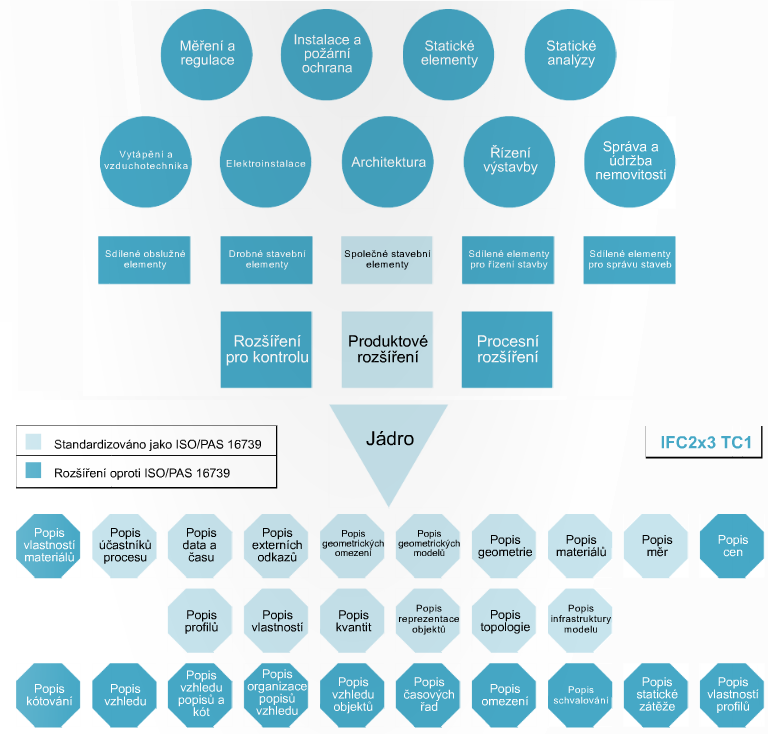 Měření a
regulace
Instalace a
požární
ochrana
Statické
elementy
Statické
analýzy
Vytápění a
vzduchotechnika
Elektroinstalace
Architektura
Řízení
výstavby
Správa a
údržba
nemovitosti
Sdílené obslužné
elementy
Drobné stavební
elementy
Společné stavební
elementy
Sdílené elementy
pro řízení stavby
Sdílené elementy
pro správu staveb
Rozšíření
pro kontrolu
Produktové
rozšíření
Procesní
rozšíření
Jádro
Standardizováno jako ISO/PAS 16739
Rozšíření oproti ISO/PAS 16739
IFC2x3 TC1
Popis
vlastností
materiálů
Popis
účastníků
procesu
Popis
data a
času
Popis
externích
odkazů
Popis
geometrických
omezení
Popis
geometrických
modelů
Popis
geometrie
Popis
materiálů
Popis
měr
Popis
cen
Popis
profilů
Popis
vlastností
Popis
kvantit
Popis
reprezentace
objektů
Popis
topologie
Popis
infrastruktury
modelu
Popis
kótování
Popis
vzhledu
Popis
vzhledu
popisů a
kót
Popis
organizace
popisů
vzhledu
Popis
vzhledu
objektů
Popis
časových
řad
Popis
omezení
Popis
schvalování
Popis
statické
zátěže
Popis
vlastností
profilů